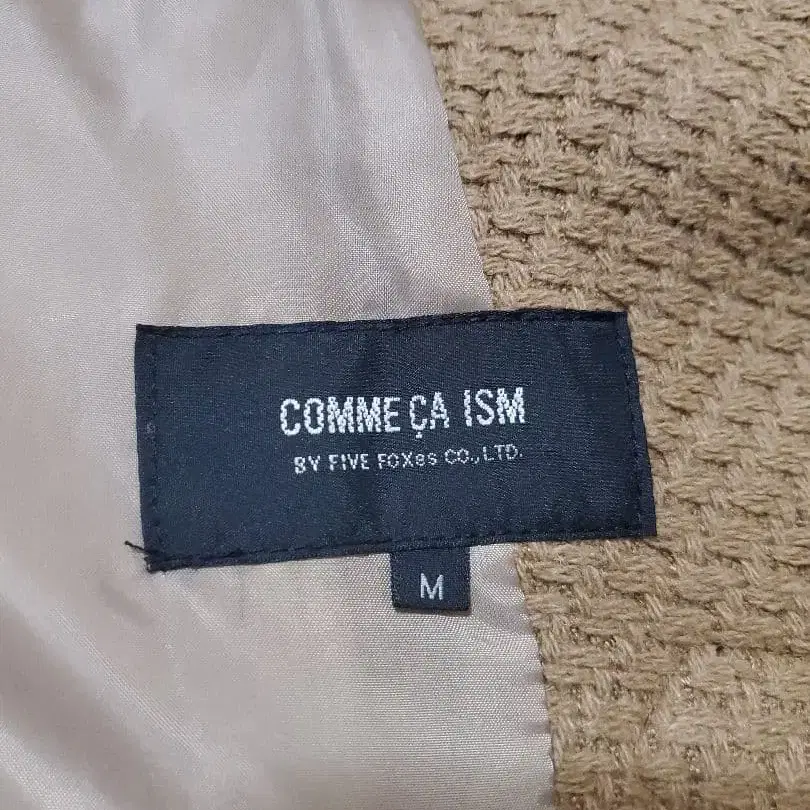 COMME ÇA ISM
BY FIVE FOXes CO., LTD.
M